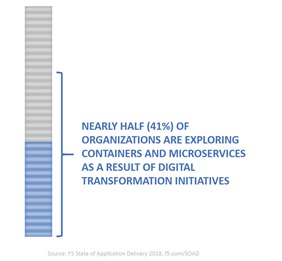 NEARLY HALF (41%) OF
ORGANIZATIONS ARE EXPLORING
CONTAINERS AND MICROSERVICES
AS A RESULT OF DIGITAL
TRANSFORMATION INITIATIVES
Source: F5 State of Application Delivery 2018, f5.com/SOAD